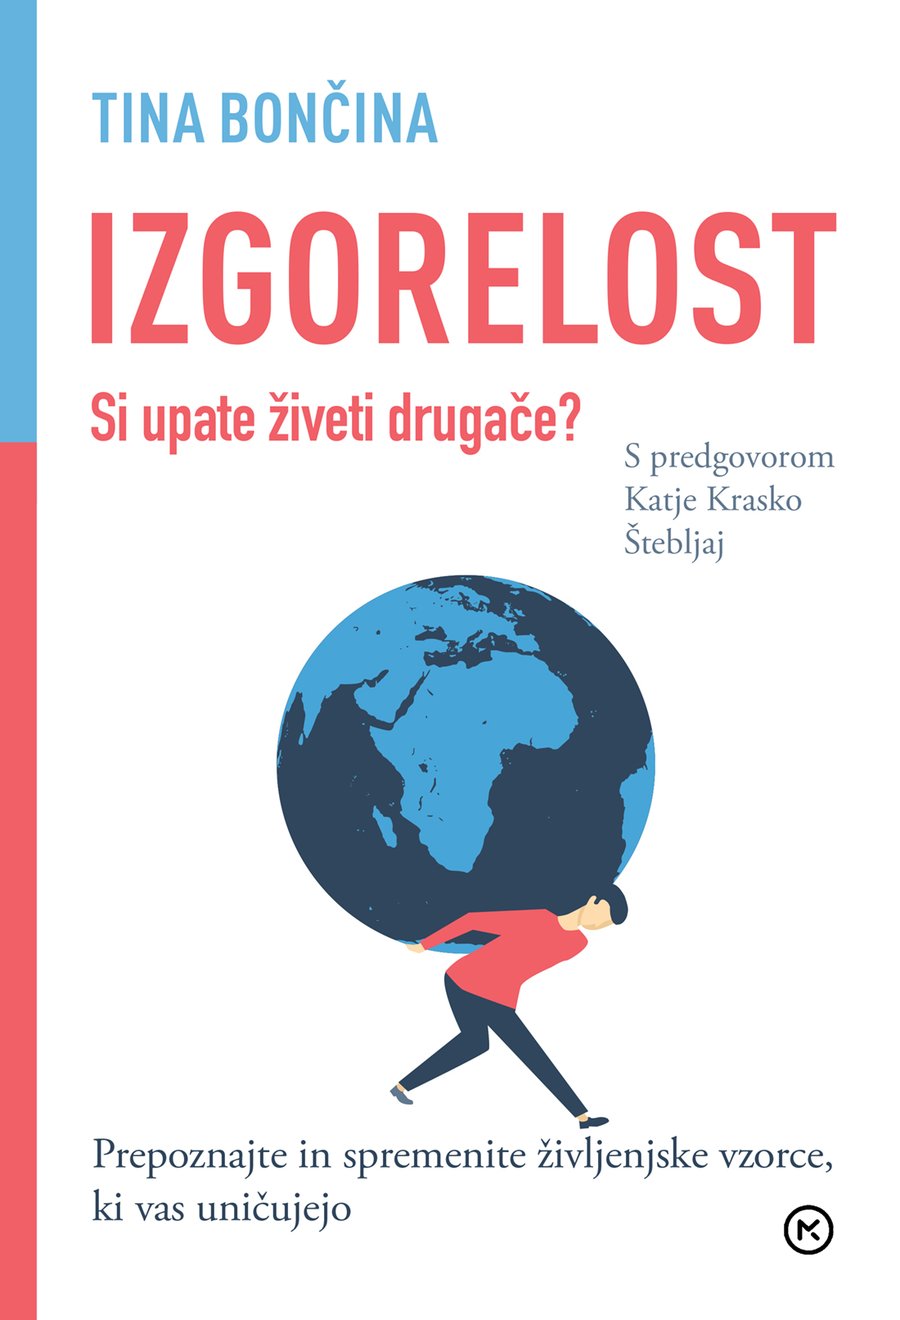 TINA BONČINA
IZGORELOST
Si upate živeti drugače?
S predgovorom
Katje Krasko
Štebljaj
Prepoznajte in spremenite življenjske vzorce,
ki vas uničujejo